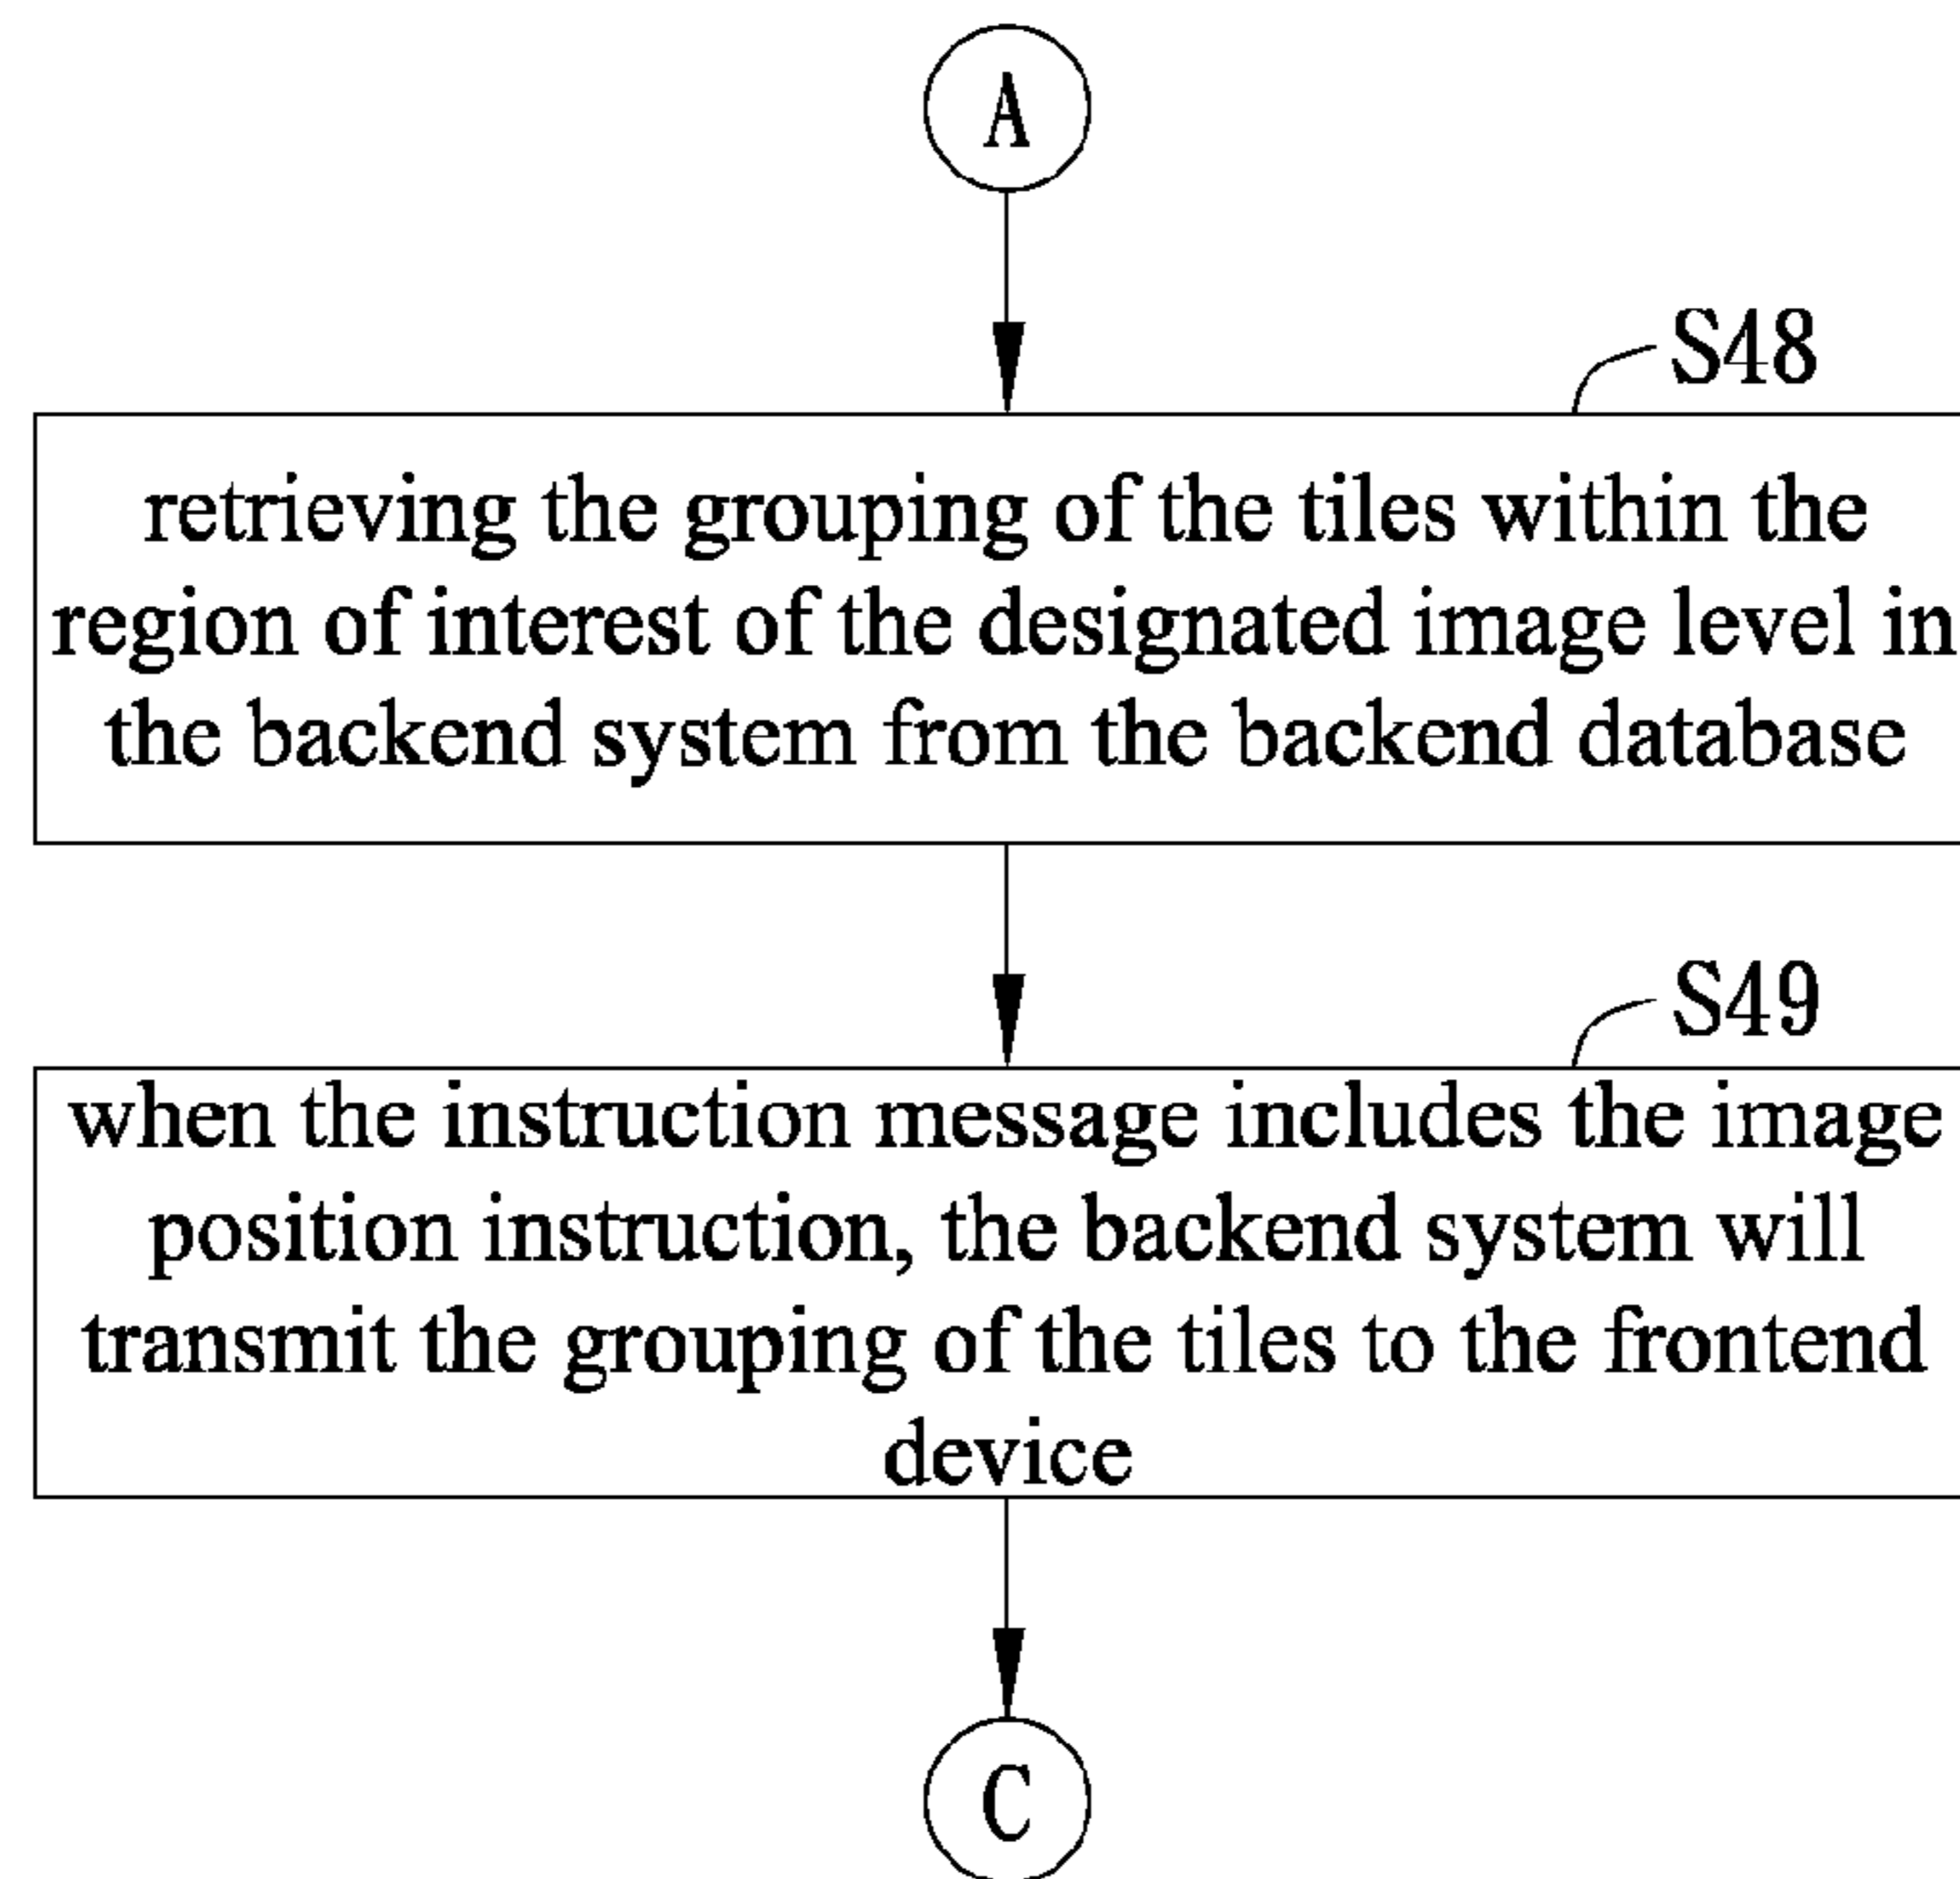 A
S48
retrieving the grouping of the tiles within the
region of interest of the designated image level in
the backend system from the backend database
S49
when the instruction message includes the image
position instruction, the backend system will
transmit the grouping of the tiles to the frontend
device
C